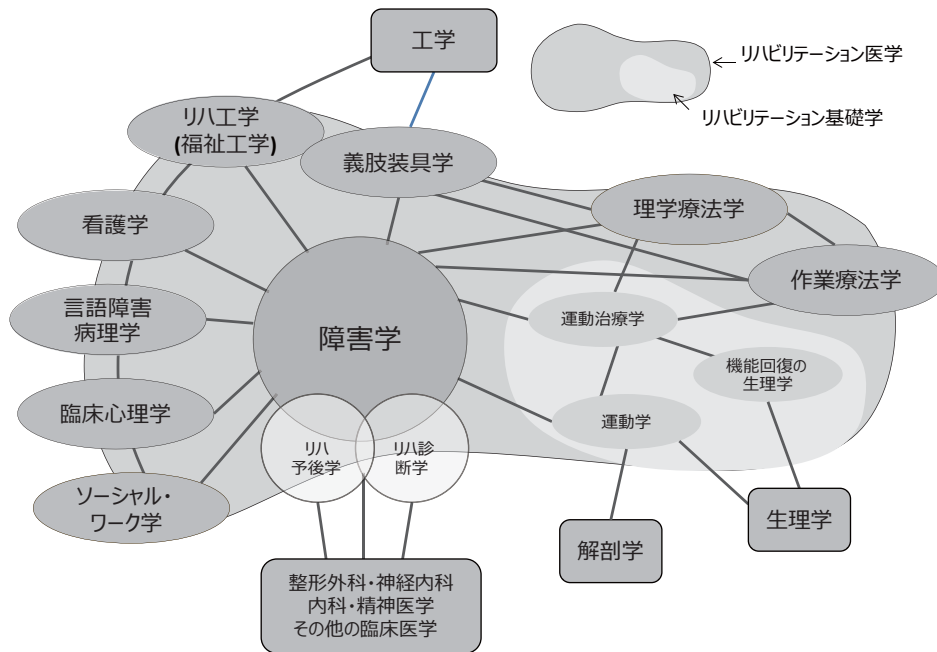 工学
リハビリテーション医学
リハビリテーション基礎学
リハ工学
(福祉工学)
義肢装具学
理学療法学
看護学
作業療法学
言語障害
病理学
運動治療学
障害学
機能回復の
生理学
臨床心理学
運動学
リハ
予後学
リハ診
断学
ソーシャル・
ワーク学
生理学
解剖学
整形外科・神経内科
内科・精神医学
その他の臨床医学